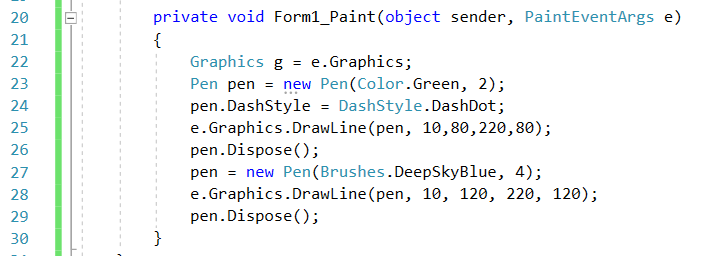 20 private void Form1_Paint(object sender, PaintEventArgs e)
21 {
22 Graphics g = e.Graphics;
23 Pen pen = new Pen(Color.Green, 2);
24 pen.DashStyle = DashStyle.DashDot;
25 e.Graphics.DrawLine(pen, 10,80,220,80);
26 pen.Dispose();
27 pen = new Pen(Brushes.DeepSkyBlue, 4);
28 e.Graphics.DrawLine(pen, 10, 120, 220, 120);
29 pen.Dispose();
30 }